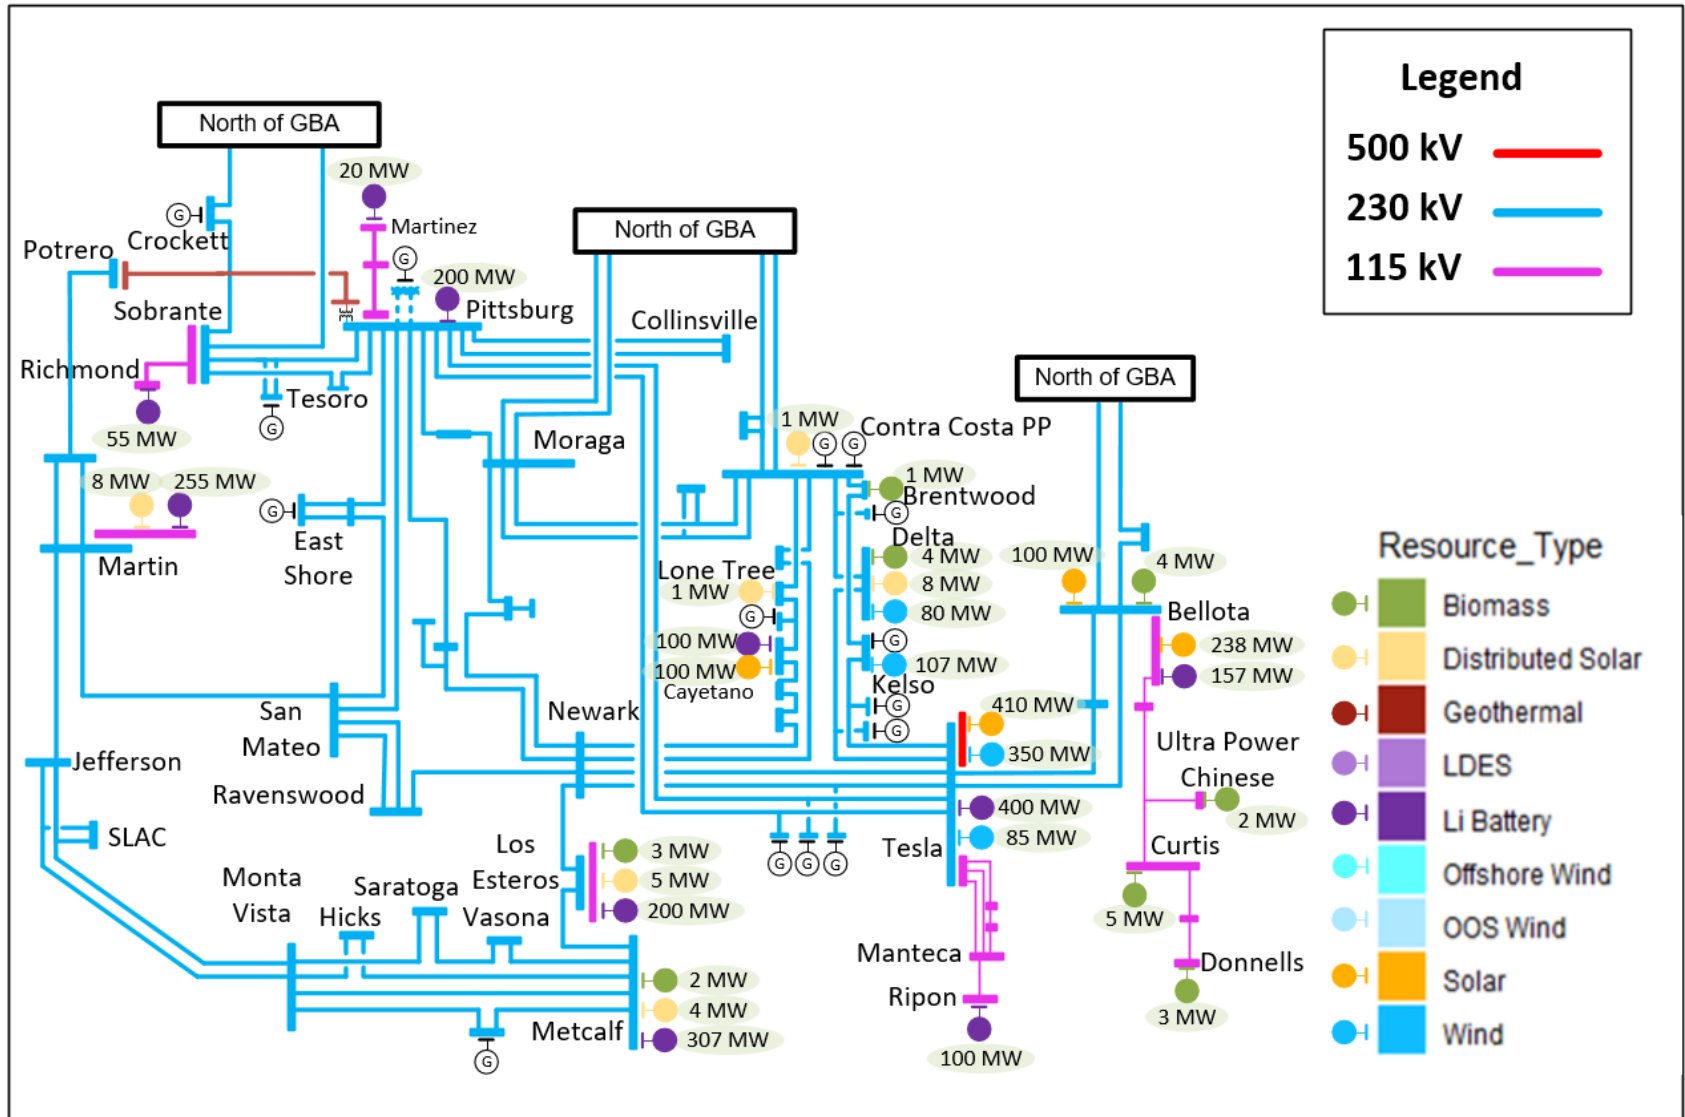 Legend
500 kV
230 kV
115 kV
North of GBA
20 MW
G
Crockett
Martinez
North of GBA
Potrero
G
200 MW
Sobrante
Pittsburg
Collinsville
Richmond
Tesoro
G
North of GBA
55 MW
1 MW
G
G
Contra Costa PP
Moraga
8 MW
255 MW
1 MW
Brentwood
G
G
East
Shore
Martin
Delta
4 MW
100 MW
4 MW
Lone Tree
1 MW
8 MW
80 MW
Bellota
G
100 MW
G
238 MW
100 MW
107 MW
157 MW
Cayetano
Kelso
G
G
410 MW
San
Mateo
Newark
350 MW
Ultra Power
Chinese
Jefferson
Ravenswood
400 MW
2 MW
SLAC
85 MW
G
G
G
Tesla
Curtis
Los
Esteros
3 MW
5 MW
200 MW
Monta
Vista
Saratoga
Hicks
Vasona
5 MW
Manteca
Donnells
2 MW
4 MW
307 MW
Metcalf
G
Ripon
3 MW
100 MW
Resource_Type
Biomass
Distributed Solar
Geothermal
LDES
Li Battery
Offshore Wind
OOS Wind
Solar
Wind